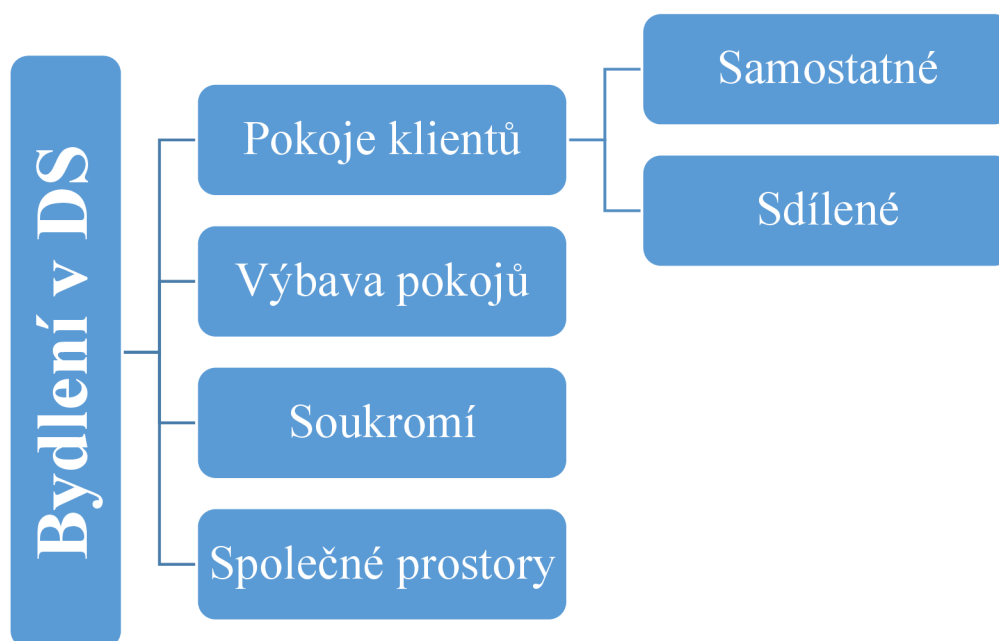 Bydlení v DS
Pokoje klientů
Samostatné
Sdílené
Výbava pokojů
Soukromí
Společné prostory